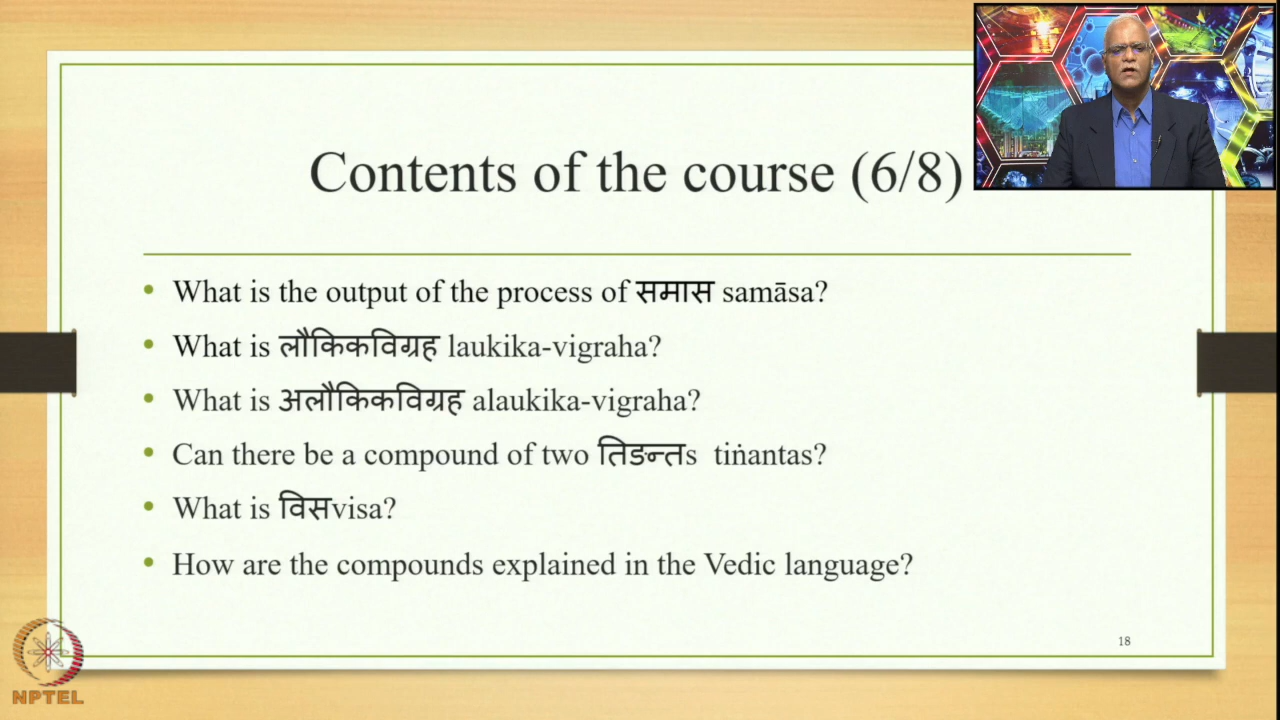 Contents of the course (6/8)
• What is the output of the process of समास samāsa?
• What is लौकिकविग्रह laukika-vigraha?
• What is अलौकिकविग्रह alaukika-vigraha?
• Can there be a compound of two तिङन्तs tiṅantas?
• What is विसvisa?
• How are the compounds explained in the Vedic language?
18
NPTEL